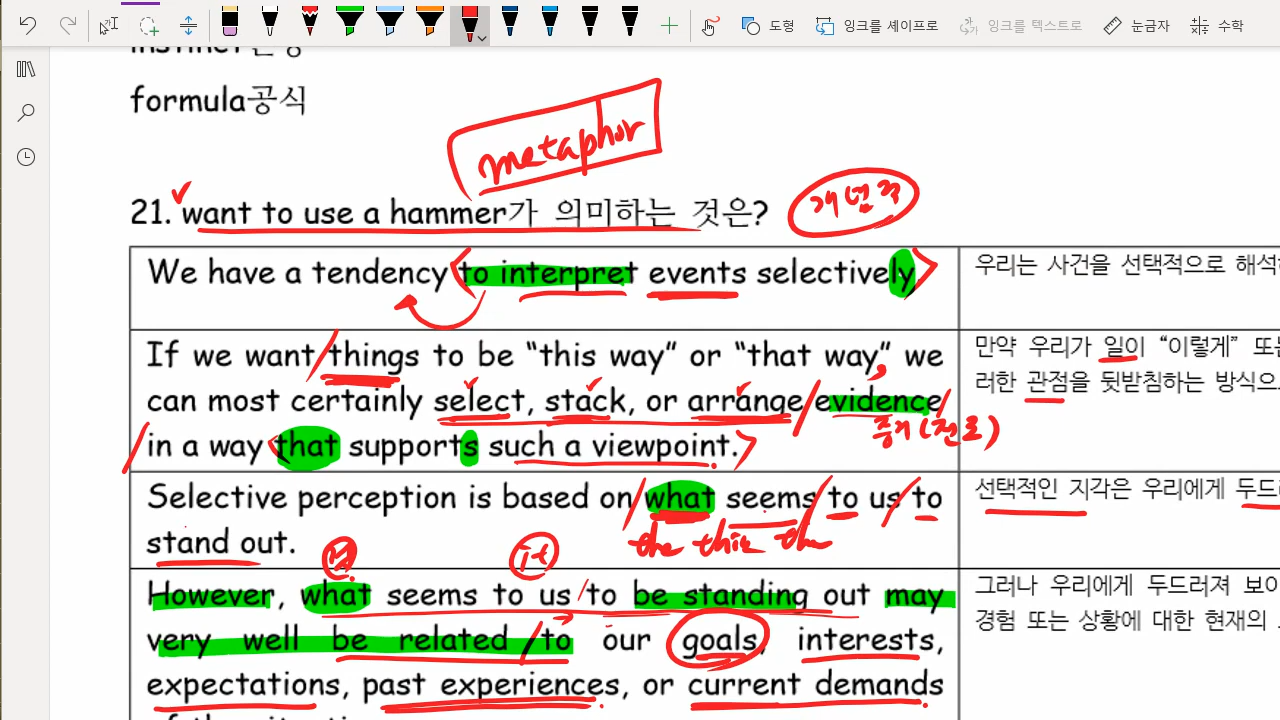 도형
잉크를 셰이프로
잉크를 텍스트로
눈금자
수학
formula공식
metaphor
21. want to use a hammer가 의미하는 것은?
개념적
We have a tendency to interpret events selectively
우리는 사건을 선택적으로 해석
If we want things to be “this way” or “that way,” we
can most certainly select, stack, or arrange evidence
in a way that supports such a viewpoint.
증거(진로)
만약 우리가 일이 “이렇게” 또는
러한 관점을 뒷받침하는 방식으
Selective perception is based on what seems to us to
stand out.
the thin the
선택적인 지각은 우리에게 두드러
it
However, what seems to us to be standing out may
very well be related to our goals, interests,
expectations, past experiences, or current demands
그러나 우리에게 두드러져 보이
경험 또는 상황에 대한 현재의